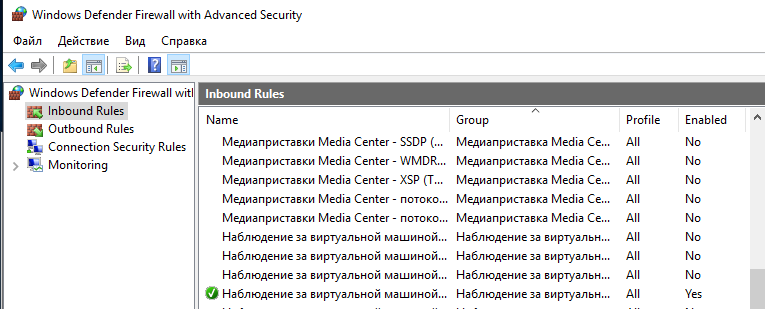 Windows Defender Firewall with Advanced Security
Файл Действие Вид Справка
Windows Defender Firewall witl
Inbound Rules
Outbound Rules
Connection Security Rules
Monitoring
Inbound Rules
Name Group Profile Enabled
Медиаприставки Media Center - SSDP (... Медиаприставка Media Ce... All No
Медиаприставки Media Center - WMDR... Медиаприставка Media Ce... All No
Медиаприставки Media Center - XSP (T... Медиаприставка Media Ce... All No
Медиаприставки Media Center - потоко... Медиаприставка Media Ce... All No
Медиаприставки Media Center - потоко... Медиаприставка Media Ce... All No
Наблюдение за виртуальной машиной... Наблюдение за виртуальн... All No
Наблюдение за виртуальной машиной... Наблюдение за виртуальн... All No
Наблюдение за виртуальной машиной... Наблюдение за виртуальн... All No
Наблюдение за виртуальной машиной... Наблюдение за виртуальн... All Yes